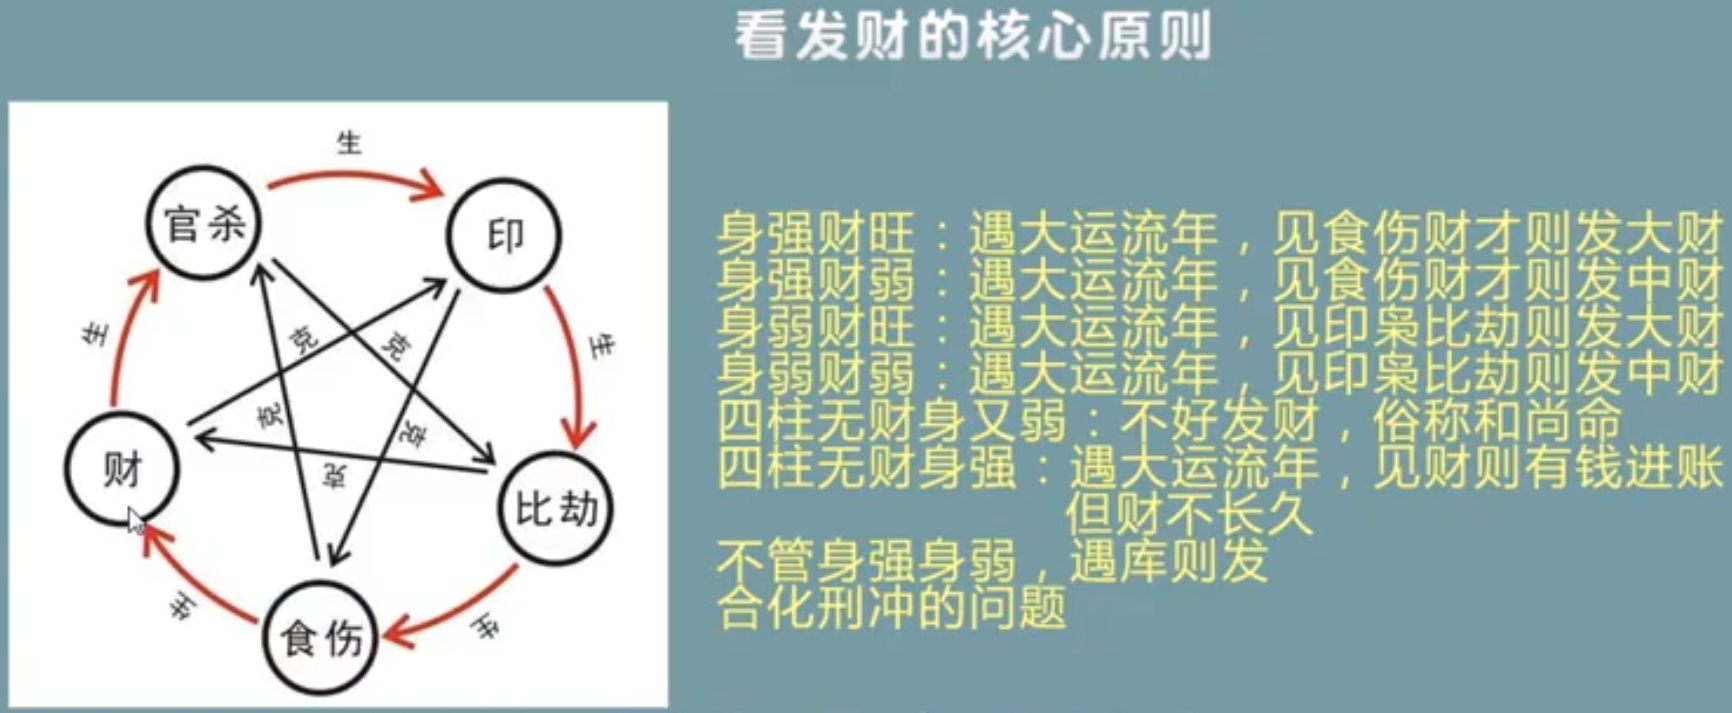 看发财的核心原则
生
官杀
印
生
克
克
生
身强财旺：遇大运流年，见食伤财才则发大财
身强财弱：遇大运流年，见食伤财才则发中财
身弱财旺：遇大运流年，见印枭比劫则发大财
身弱财弱：遇大运流年，见印枭比劫则发中财
四柱无财身又弱：不好发财，俗称和尚命
四柱无财身强：遇大运流年，见财则有钱进账
但财不长久
不管身强身弱，遇库则发
合化刑冲的问题
克
克
财
克
比劫
生
生
食伤